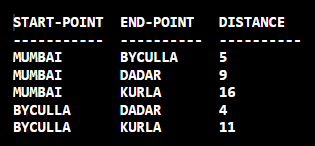 START-POINT  END-POINT  DISTANCE
-----------  ----------  ----------
MUMBAI       BYCULLA    5
MUMBAI       DADAR      9
MUMBAI       KURLA      16
BYCULLA      DADAR      4
BYCULLA      KURLA      11